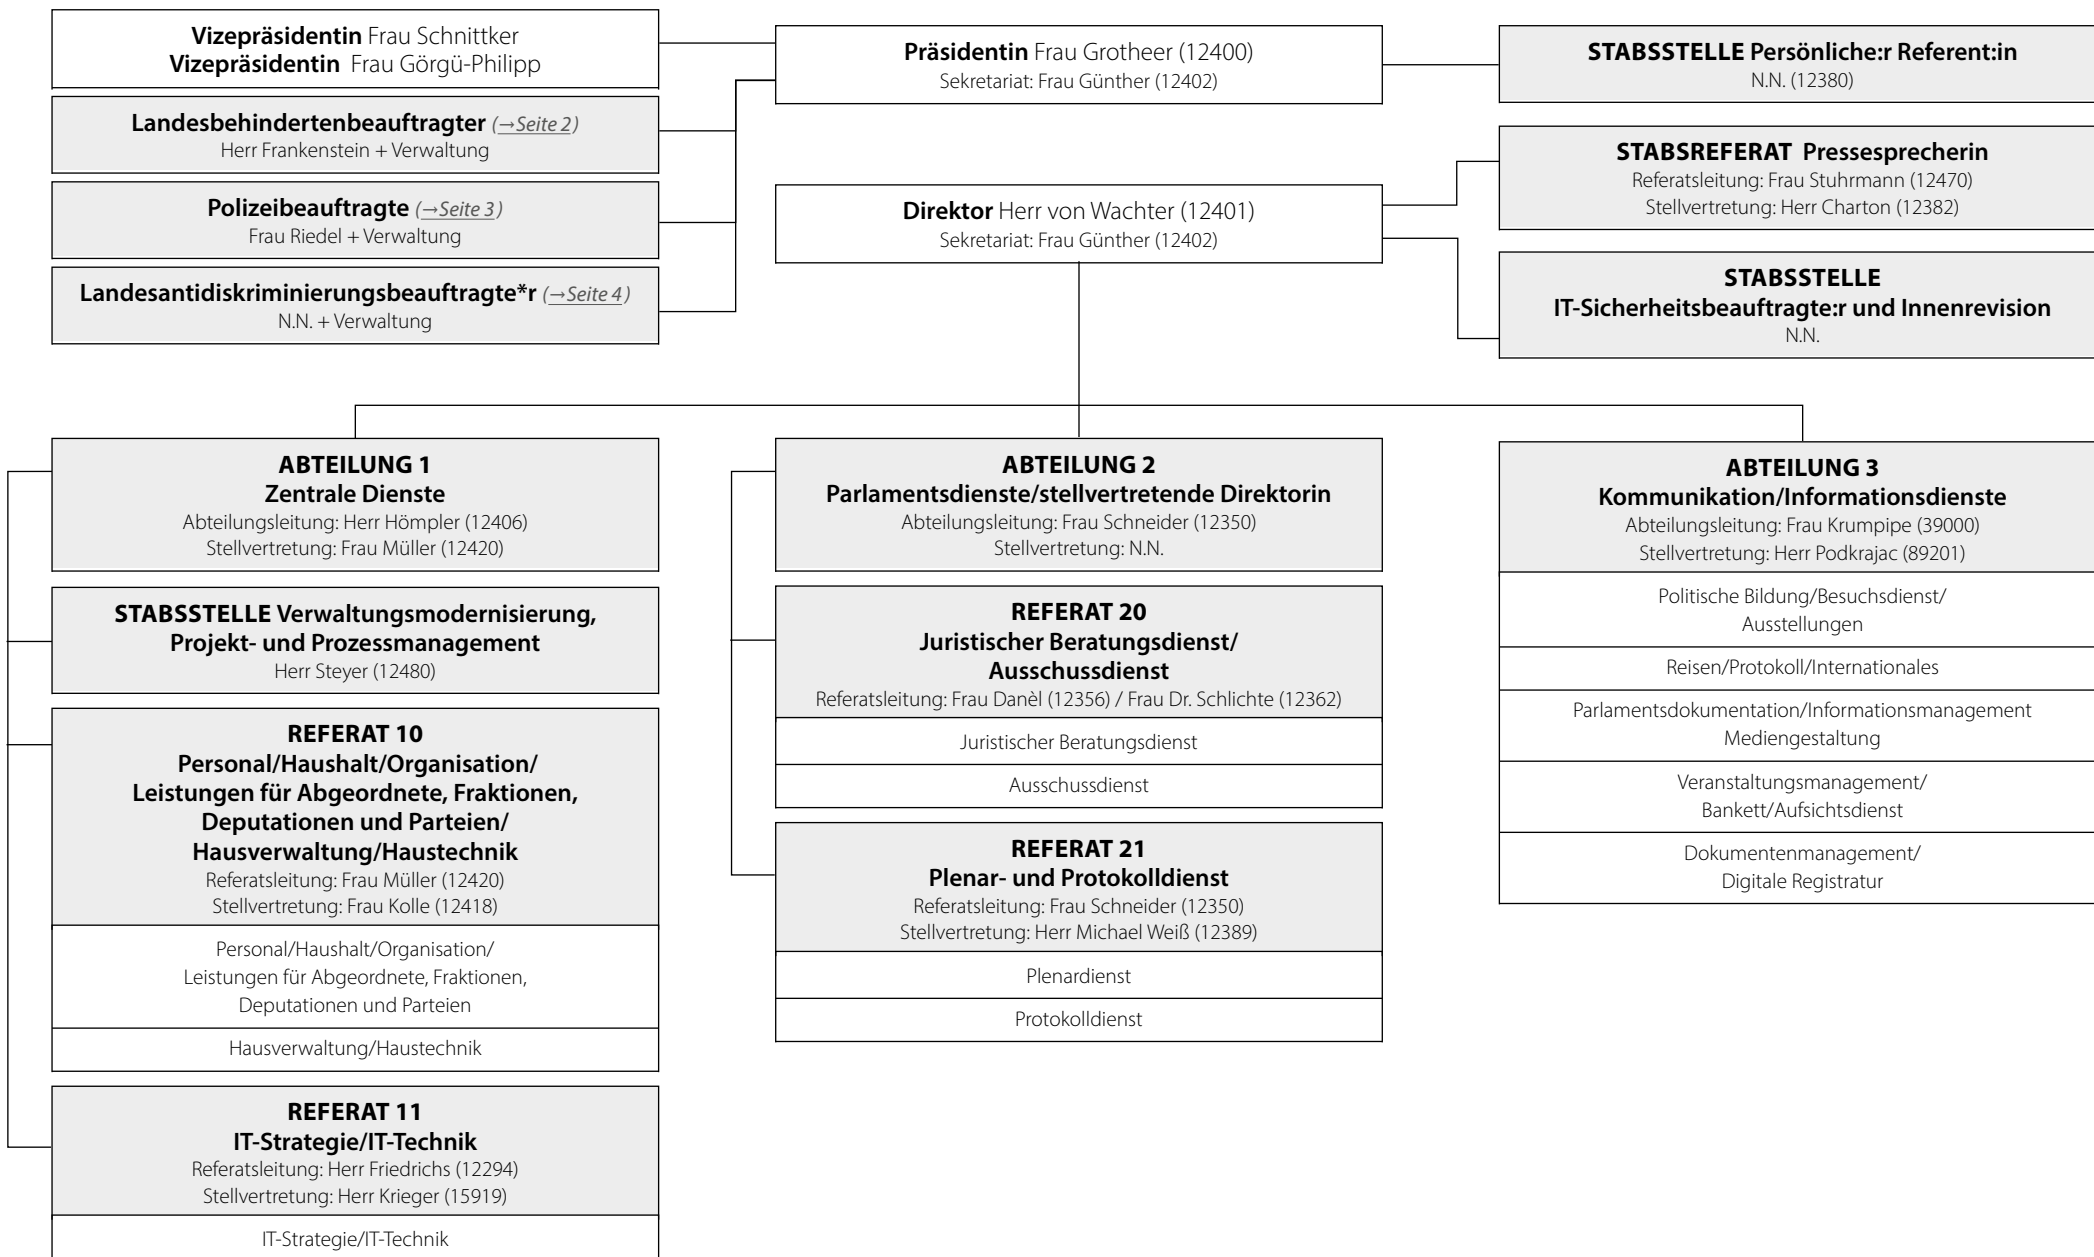 Vizepräsidentin Frau Schnittker
Vizepräsidentin Frau Görgü-Philipp
Landesbehindertenbeauftragter (→Seite 2)
Herr Frankenstein + Verwaltung
Polizeibeauftragte (→Seite 3)
Frau Riedel + Verwaltung
Landesantidiskriminierungsbeauftragte*r (→Seite 4)
N.N. + Verwaltung
Präsidentin Frau Grotheer (12400)
Sekretariat: Frau Günther (12402)
Direktor Herr von Wachter (12401)
Sekretariat: Frau Günther (12402)
STABSSTELLE Persönliche:r Referent:in
N.N. (12380)
STABSREFERAT Pressesprecherin
Referatsleitung: Frau Stuhrmann (12470)
Stellvertretung: Herr Charton (12382)
STABSSTELLE
IT-Sicherheitsbeauftragte:r und Innenrevision
N.N.
ABTEILUNG 1
Zentrale Dienste
Abteilungsleitung: Herr Hömpler (12406)
Stellvertretung: Frau Müller (12420)
STABSSTELLE Verwaltungsmodernisierung,
Projekt- und Prozessmanagement
Herr Steyer (12480)
REFERAT 10
Personal/Haushalt/Organisation/
Leistungen für Abgeordnete, Fraktionen,
Deputationen und Parteien/
Hausverwaltung/Haustechnik
Referatsleitung: Frau Müller (12420)
Stellvertretung: Frau Kolle (12418)
Personal/Haushalt/Organisation/
Leistungen für Abgeordnete, Fraktionen,
Deputationen und Parteien
Hausverwaltung/Haustechnik
REFERAT 11
IT-Strategie/IT-Technik
Referatsleitung: Herr Friedrichs (12294)
Stellvertretung: Herr Krieger (15919)
IT-Strategie/IT-Technik
ABTEILUNG 2
Parlamentsdienste/stellvertretende Direktorin
Abteilungsleitung: Frau Schneider (12350)
Stellvertretung: N.N.
REFERAT 20
Juristischer Beratungsdienst/
Ausschussdienst
Referatsleitung: Frau Danèl (12356) / Frau Dr. Schlichte (12362)
Juristischer Beratungsdienst
Ausschussdienst
REFERAT 21
Plenar- und Protokolldienst
Referatsleitung: Frau Schneider (12350)
Stellvertretung: Herr Michael Weiß (12389)
Plenardienst
Protokolldienst
ABTEILUNG 3
Kommunikation/Informationsdienste
Abteilungsleitung: Frau Krumpipe (39000)
Stellvertretung: Herr Podkrajac (89201)
Politische Bildung/Besuchsdienst/
Ausstellungen
Reisen/Protokoll/Internationales
Parlamentsdokumentation/Informationsmanagement
Mediengestaltung
Veranstaltungsmanagement/
Bankett/Aufsichtsdienst
Dokumentenmanagement/
Digitale Registratur